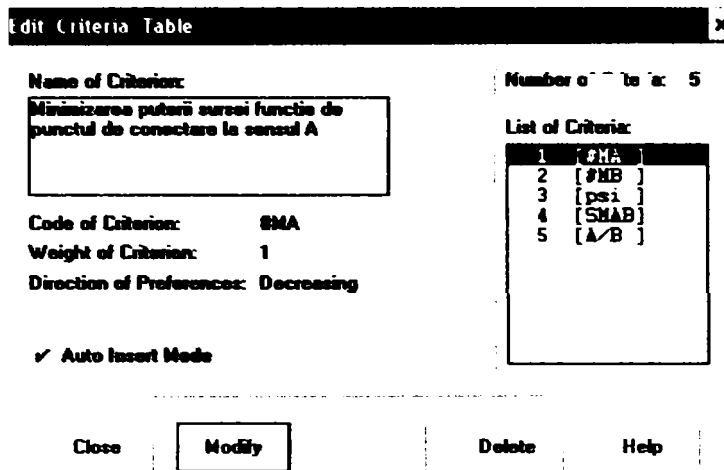 Edit Criteria Table
x
Name of Criterion:
Minimizarea puterii sursei functie de
punctul de conectare la sensul A
Code of Criterion: #MA
Weight of Criterion: 1
Direction of Preferences: Decreasing
✓ Auto Insert Mode
Number 5
List of Criteria:
1 [#MA ]
2 [#MB ]
3 [psi ]
4 [SMAB]
5 [A/B ]
Close Modify Delete Help